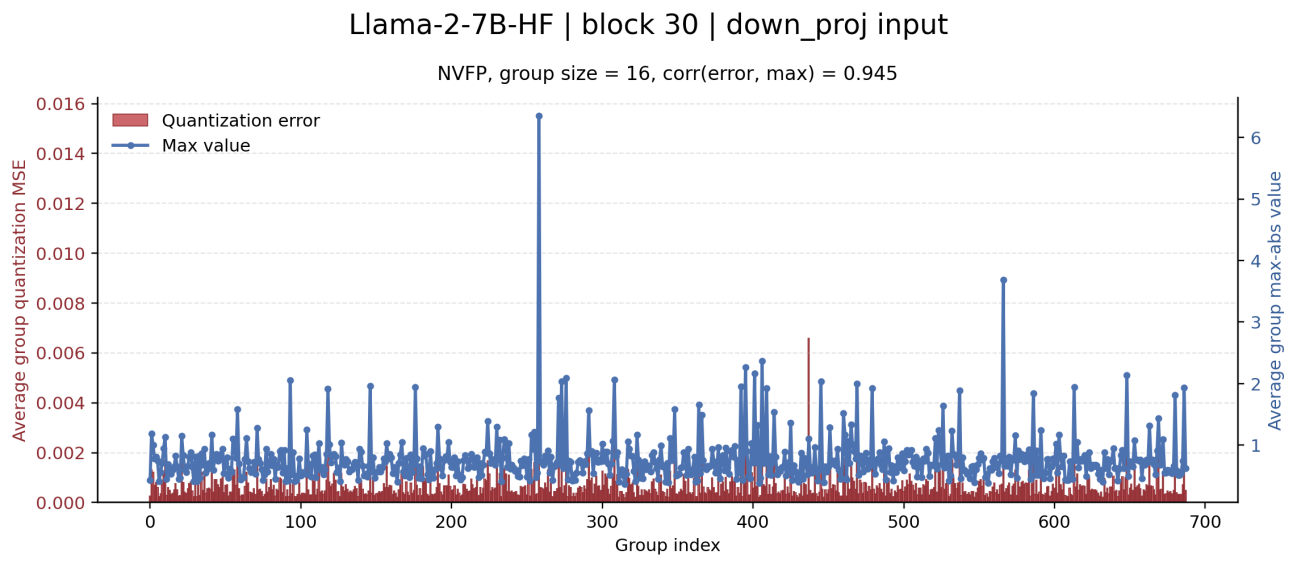 Llama-2-7B-HF | block 30 | down_proj input
NVFP, group size = 16, corr(error, max) = 0.945
Quantization error
Max value
Average group quantization MSE
0.016
0.014
0.012
0.010
0.008
0.006
0.004
0.002
0.000
6
5
4
3
2
1
Average group max-abs value
0 100 200 300 400 500 600 700
Group index